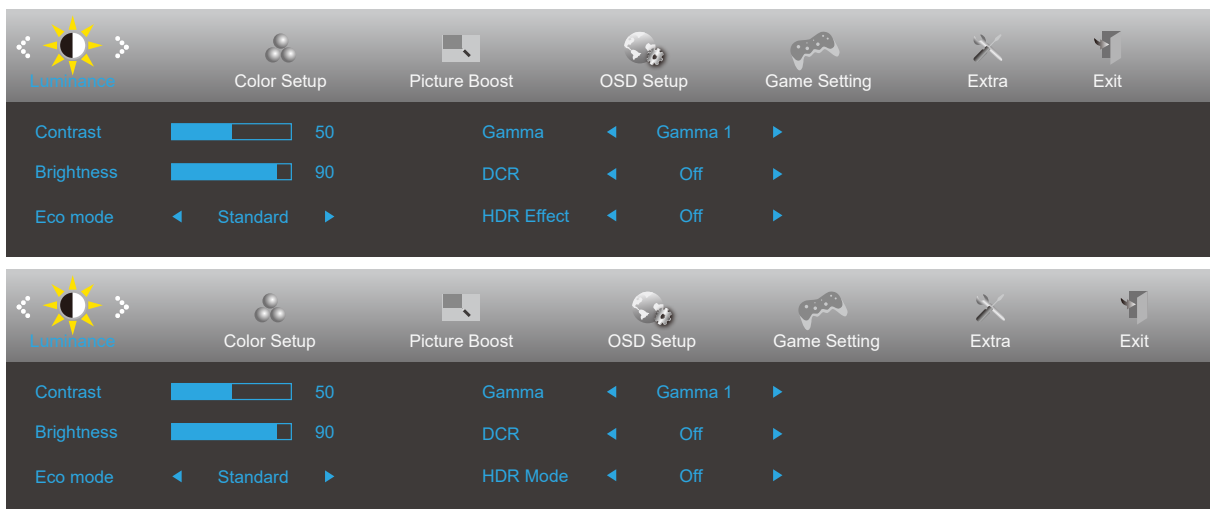 Luminance Color Setup Picture Boost OSD Setup Game Setting Extra Exit
Contrast 50 Gamma Gamma 1
Brightness 90 DCR Off
Eco mode Standard HDR Effect Off
Luminance Color Setup Picture Boost OSD Setup Game Setting Extra Exit
Contrast 50 Gamma Gamma 1
Brightness 90 DCR Off
Eco mode Standard HDR Mode Off